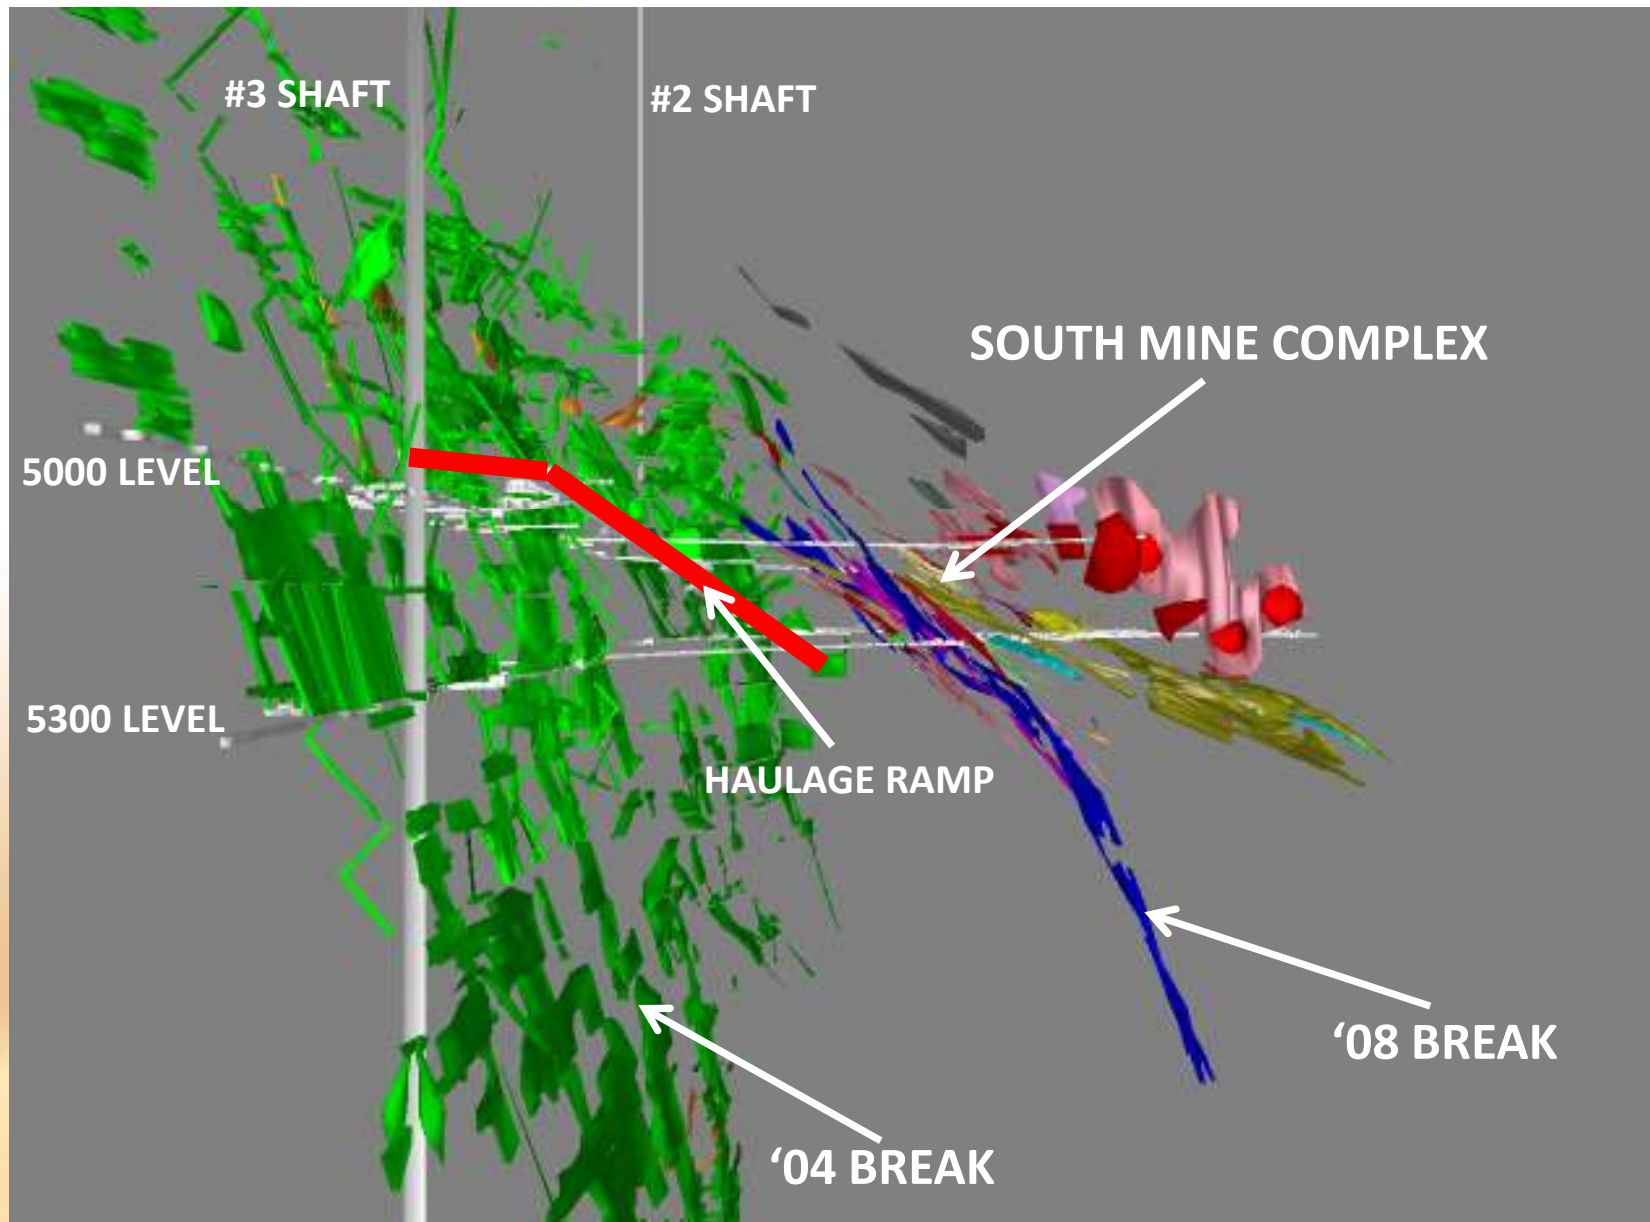 #3 SHAFT
#2 SHAFT
SOUTH MINE COMPLEX
5000 LEVEL
5300 LEVEL
HAULAGE RAMP
‘08 BREAK
‘04 BREAK